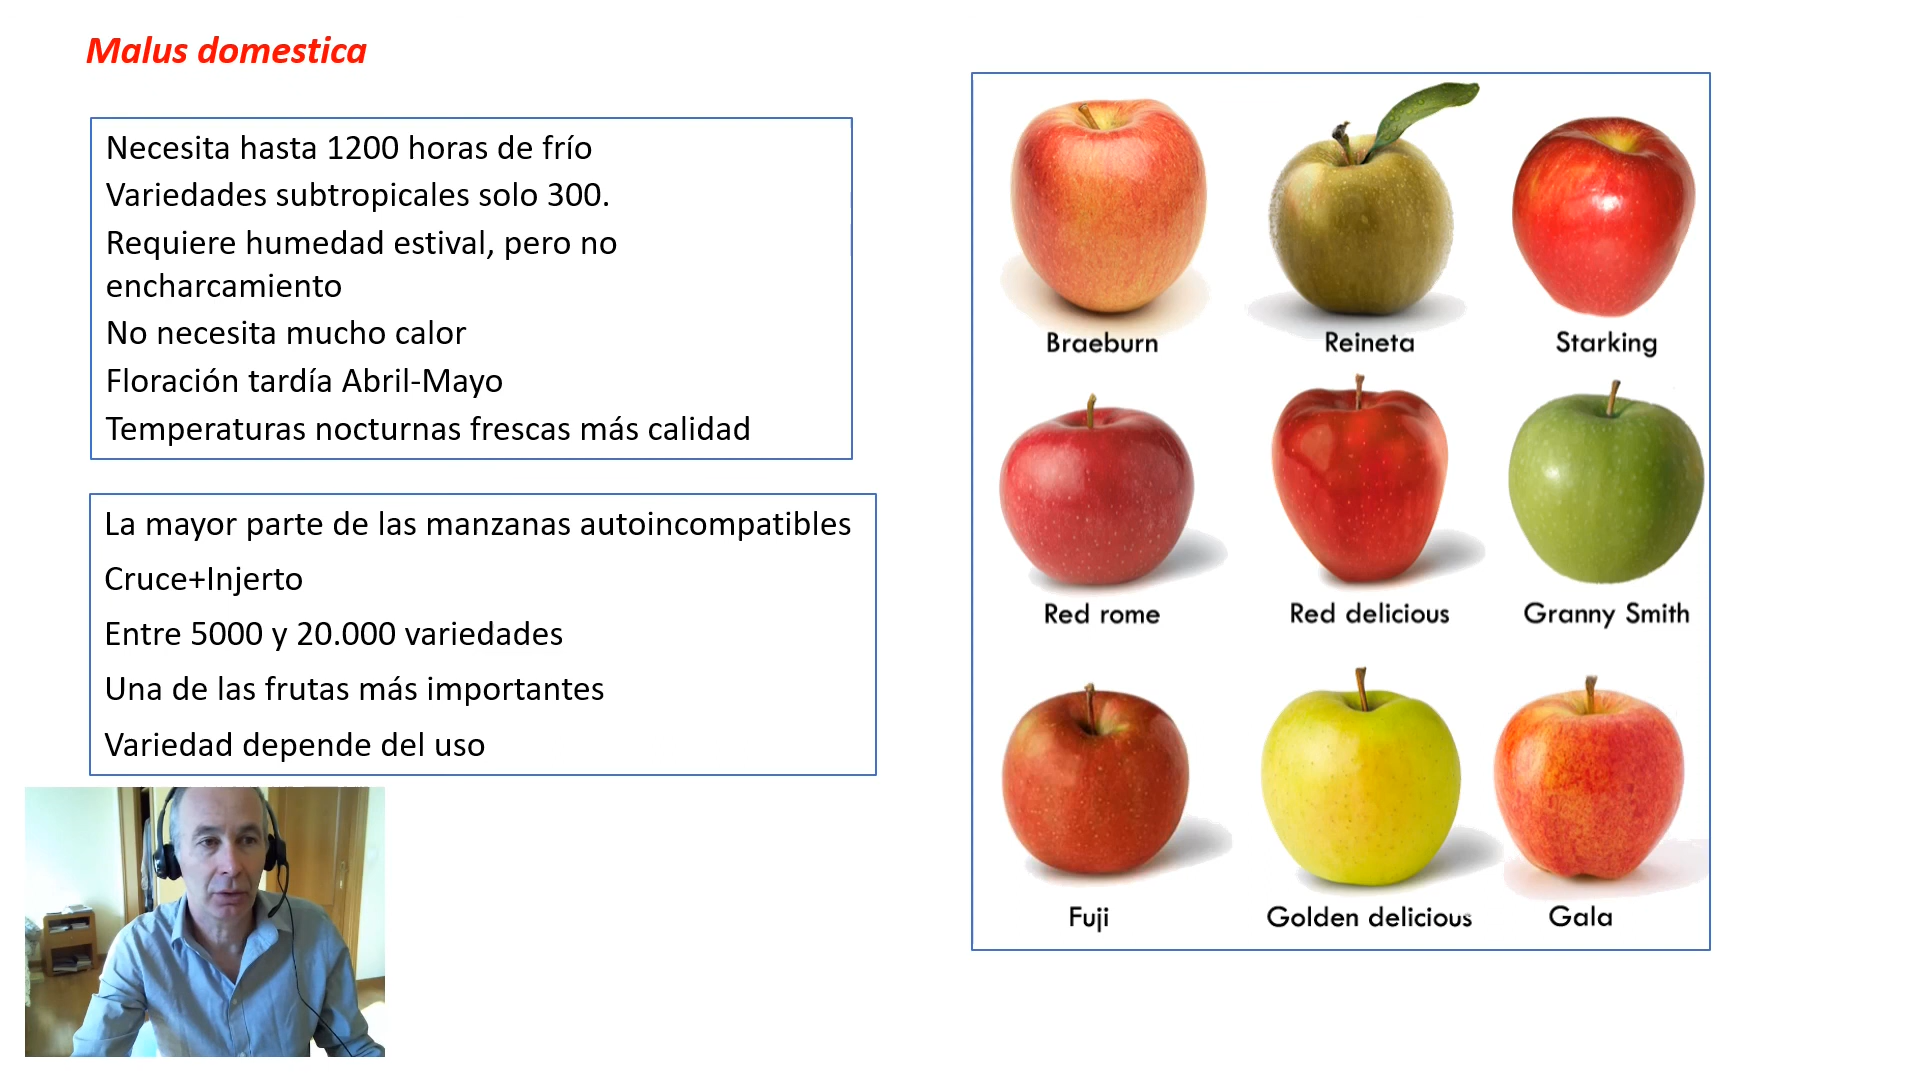 Malus domestica
Necesita hasta 1200 horas de frío
Variedades subtropicales solo 300.
Requiere humedad estival, pero no
encharcamiento
No necesita mucho calor
Floración tardía Abril-Mayo
Temperaturas nocturnas frescas más calidad
La mayor parte de las manzanas autoincompatibles
Cruce+Injerto
Entre 5000 y 20.000 variedades
Una de las frutas más importantes
Variedad depende del uso
Braeburn
Reineta
Starking
Red rome
Red delicious
Granny Smith
Fuji
Golden delicious
Gala